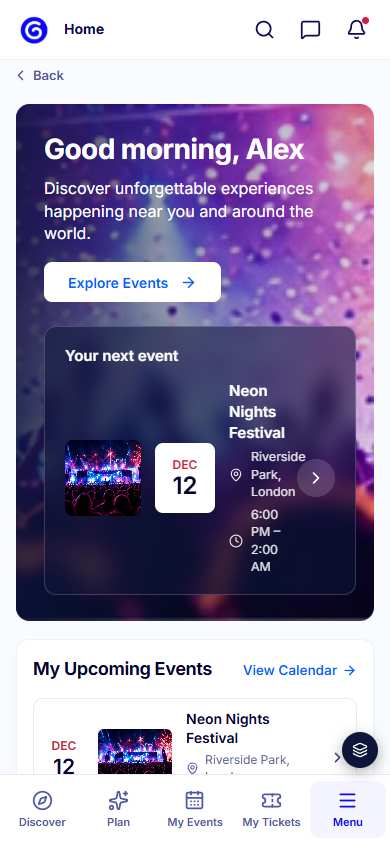 Home
Back
Good morning, Alex
Discover unforgettable experiences
happening near you and around the
world.
Explore Events
Your next event
DEC
12
Neon
Nights
Festival
Riverside
Park,
London
6:00
PM –
2:00
AM
My Upcoming Events
View Calendar
DEC
12
Neon Nights
Festival
Riverside Park,
Discover
Plan
My Events
My Tickets
Menu